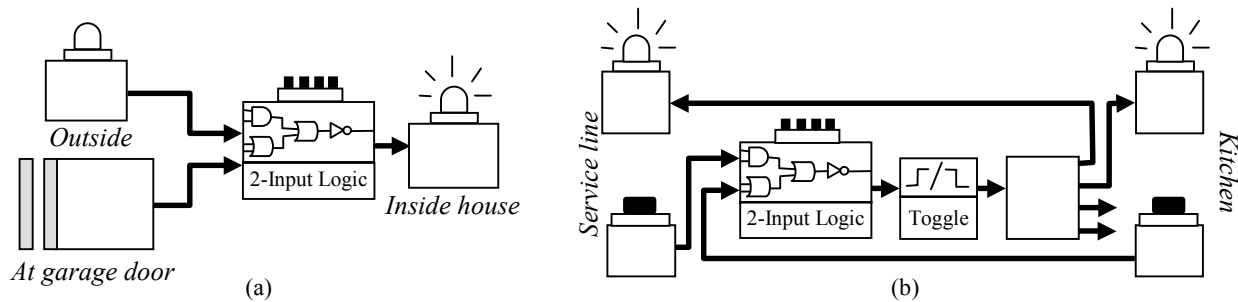 Outside
2-Input Logic
Inside house
At garage door
(a)
Service line
2-Input Logic
Toggle
Kitchen
(b)